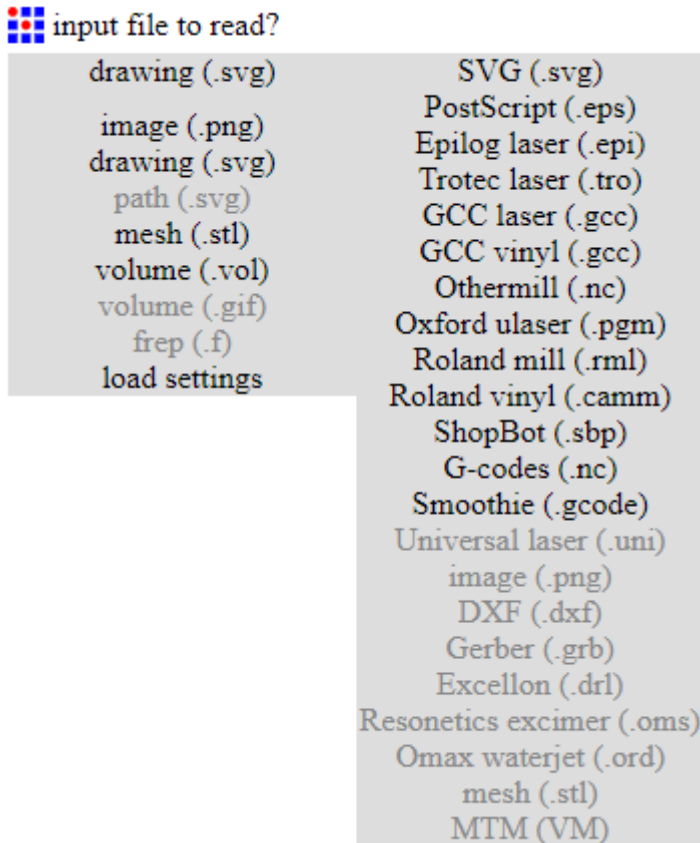 input file to read?
drawing (.svg)
image (.png)
drawing (.svg)
path (.svg)
mesh (.stl)
volume (.vol)
volume (.gif)
frep (.f)
load settings
SVG (.svg)
PostScript (.eps)
Epilog laser (.epi)
Trotec laser (.tro)
GCC laser (.gcc)
GCC vinyl (.gcc)
Othermill (.nc)
Oxford ulaser (.pgm)
Roland mill (.rml)
Roland vinyl (.camm)
ShopBot (.sbp)
G-codes (.nc)
Smoothie (.gcode)
Universal laser (.uni)
image (.png)
DXF (.dxf)
Gerber (.grb)
Excellon (.drl)
Resonetics excimer (.oms)
Omax waterjet (.ord)
mesh (.stl)
MTM (VM)